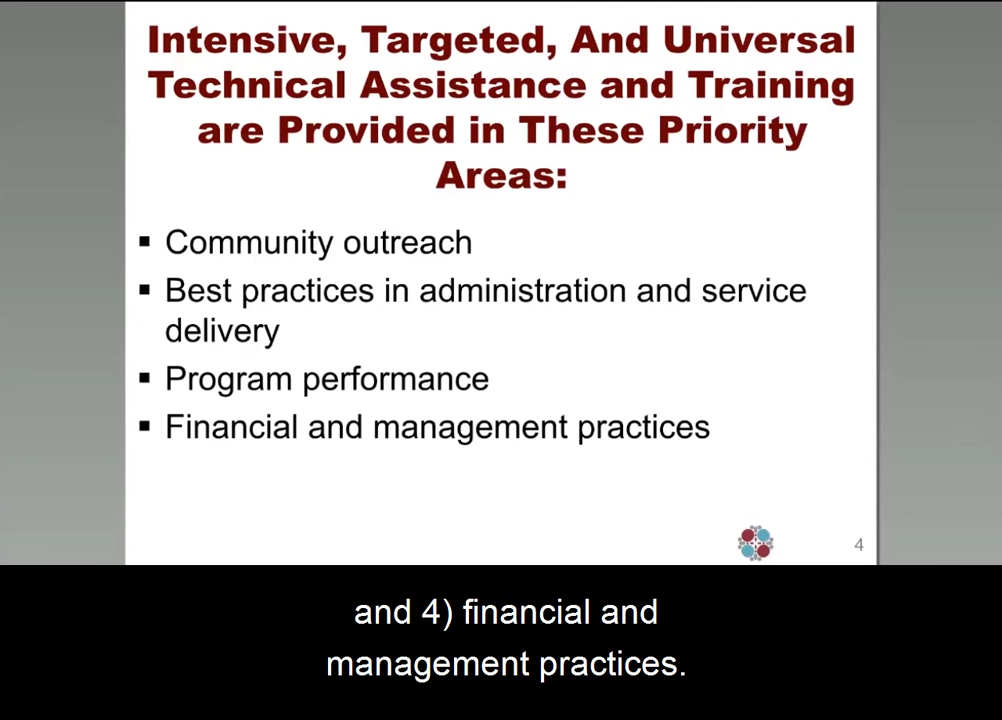 Intensive, Targeted, And Universal
Technical Assistance and Training
are Provided in These Priority
Areas:
▪ Community outreach
▪ Best practices in administration and service
delivery
▪ Program performance
▪ Financial and management practices
4
and 4) financial and
management practices.